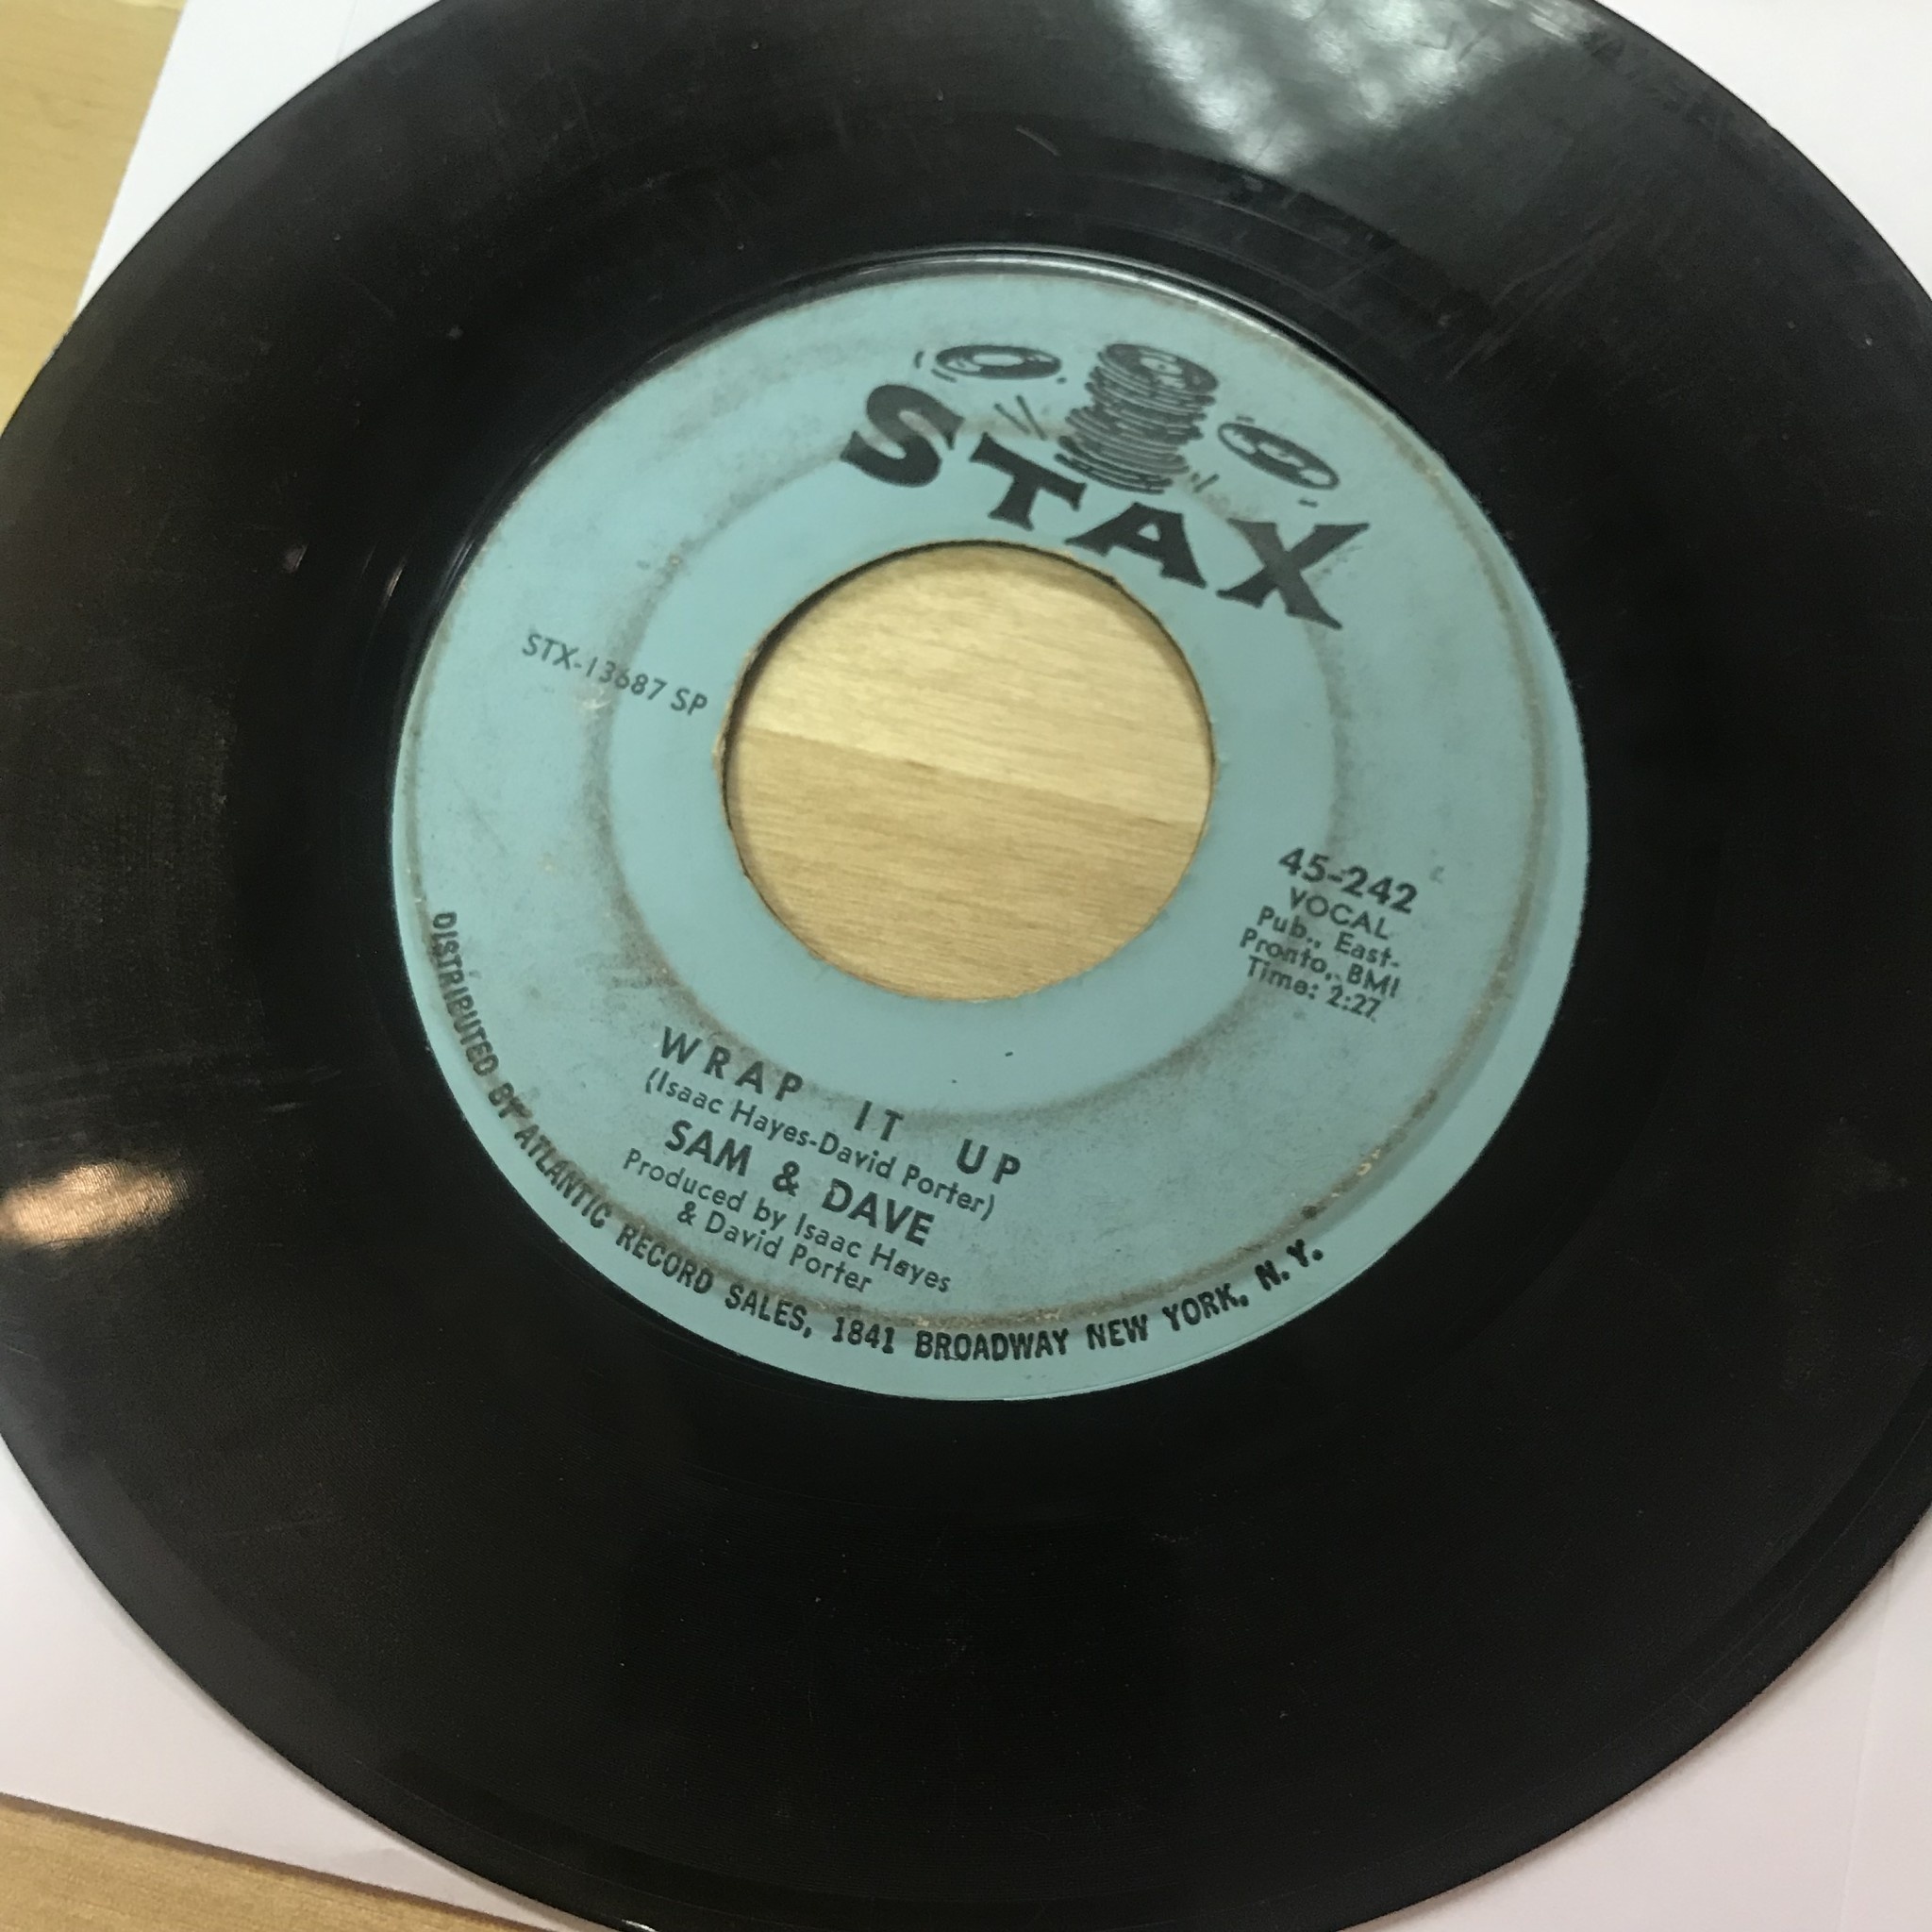 STAX
STX-13687 SP
45-242
VOCAL
Pub., East-
Pronto, BMI
Time: 2:27
WRAP IT UP
(Isaac Hayes-David Porter)
SAM & DAVE
Produced by Isaac Hayes
& David Porter
DISTRIBUTED BY ATLANTIC RECORD SALES, 1841 BROADWAY NEW YORK, N. Y.